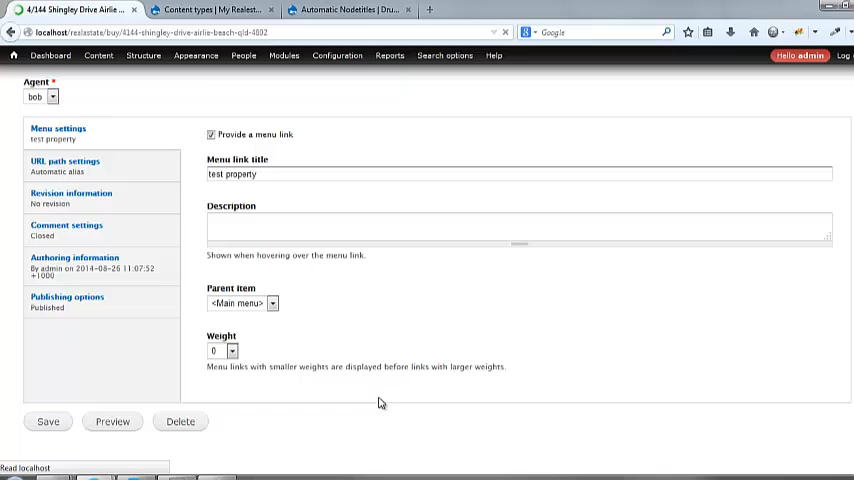 4/144 Shingley Drive Airlie ...
Content types | My Realest...
Automatic Nodetitles | Dru...
localhost/realstate/buy/4144-shingley-drive-airlie-beach-qld-4802
Google
Dashboard Content Structure Appearance People Modules Configuration Reports Search options Help Hello admin Log
Agent *
bob
Menu settings
test property
URL path settings
Automatic alias
Revision information
No revision
Comment settings
Closed
Authoring information
By admin on 2014-08-26 11:07:52
+1000
Publishing options
Published
Provide a menu link
Menu link title
test property
Description
Shown when hovering over the menu link.
Parent item
<Main menu>
Weight
0
Menu links with smaller weights are displayed before links with larger weights.
Save Preview Delete
Read localhost